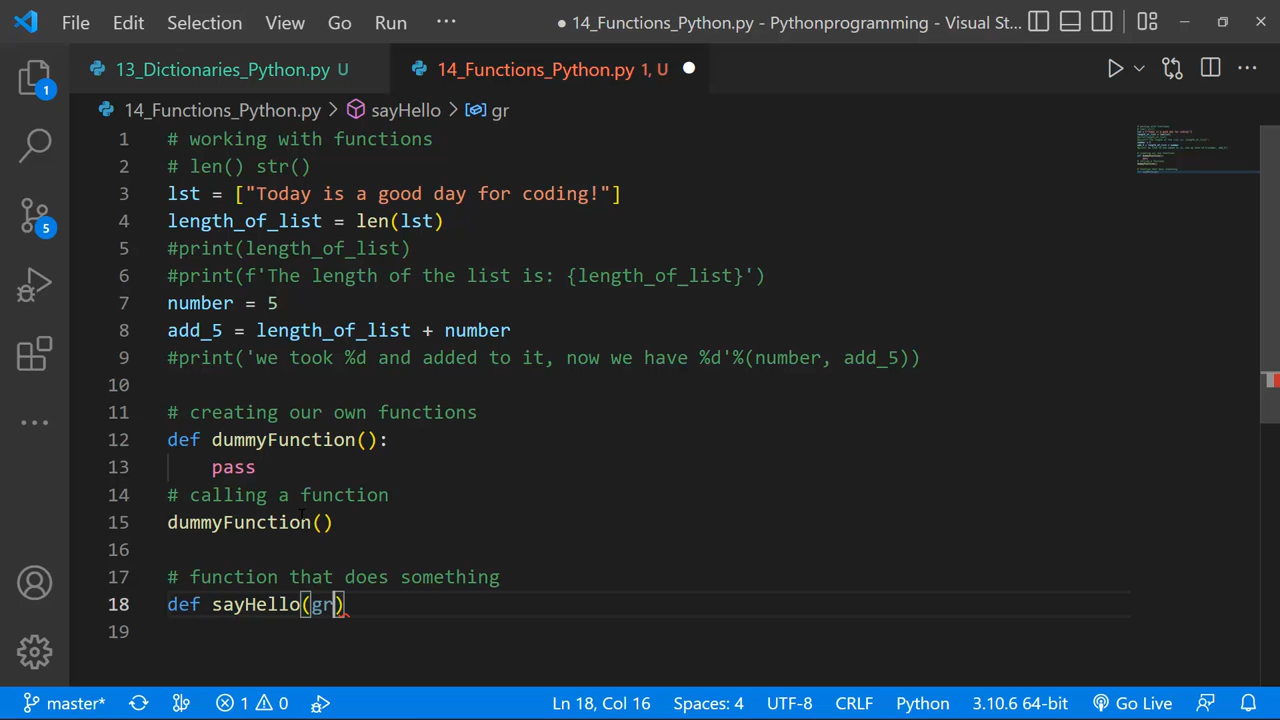 File Edit Selection View Go Run ··· ● 14_Functions_Python.py - Pythonprogramming - Visual St...
13_Dictionaries_Python.py U 14_Functions_Python.py 1, U
14_Functions_Python.py > sayHello > gr
1 # working with functions
2 # len() str()
3 lst = ["Today is a good day for coding!"]
4 length_of_list = len(lst)
5 #print(length_of_list)
6 #print(f'The length of the list is: {length_of_list}')
7 number = 5
8 add_5 = length_of_list + number
9 #print('we took %d and added to it, now we have %d'%(number, add_5))
10
11 # creating our own functions
12 def dummyFunction():
13 pass
14 # calling a function
15 dummyFunction()
16
17 # function that does something
18 def sayHello(gr)
19
1
5
master* 1 0 Ln 18, Col 16 Spaces: 4 UTF-8 CRLF Python 3.10.6 64-bit Go Live